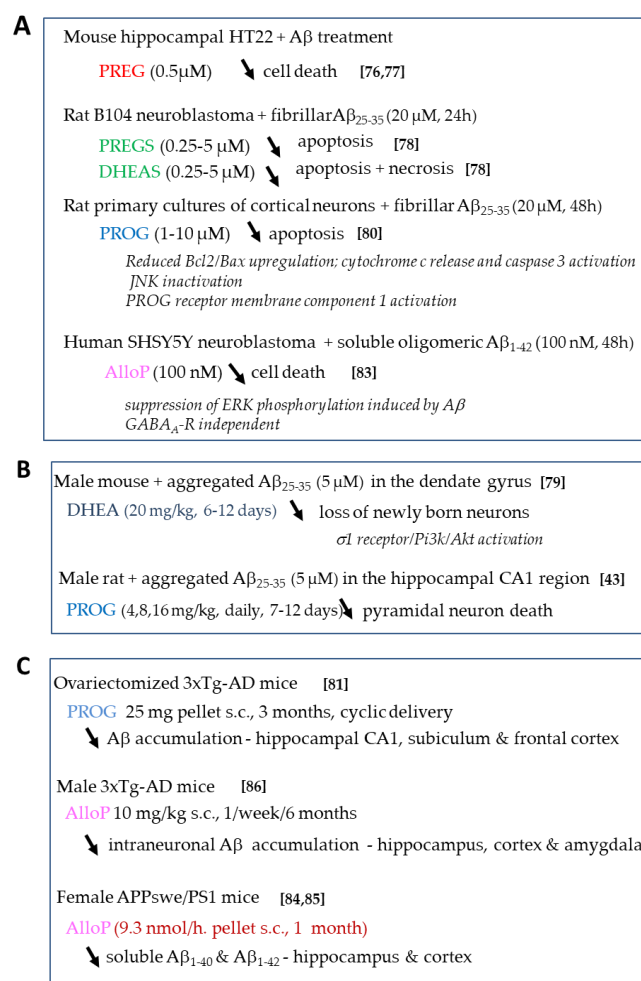 A
Mouse hippocampal HT22 + Aβ treatment
PREG (0.5µM) ↘ cell death [76,77]
Rat B104 neuroblastoma + fibrillar Aβ25-35 (20 µM, 24h)
PREGS (0.25-5 µM) ↘ apoptosis [78]
DHEAS (0.25-5 µM) ↘ apoptosis + necrosis [78]
Rat primary cultures of cortical neurons + fibrillar Aβ25-35 (20 µM, 48h)
PROG (1-10 µM) ↘ apoptosis [80]
Reduced Bcl2/Bax upregulation; cytochrome c release and caspase 3 activation
JNK inactivation
PROG receptor membrane component 1 activation
Human SHSY5Y neuroblastoma + soluble oligomeric Aβ1-42 (100 nM, 48h)
AlloP (100 nM) ↘ cell death [83]
suppression of ERK phosphorylation induced by Aβ
GABAA-R independent
B
Male mouse + aggregated Aβ25-35 (5 µM) in the dendate gyrus [79]
DHEA (20 mg/kg, 6-12 days) ↘ loss of newly born neurons
σ1 receptor/Pi3k/Akt activation
Male rat + aggregated Aβ25-35 (5 µM) in the hippocampal CA1 region [43]
PROG (4,8,16 mg/kg, daily, 7-12 days) ↘ pyramidal neuron death
C
Ovariectomized 3xTg-AD mice [81]
PROG 25 mg pellet s.c., 3 months, cyclic delivery
↘ Aβ accumulation - hippocampal CA1, subiculum & frontal cortex
Male 3xTg-AD mice [86]
AlloP 10 mg/kg s.c., 1/week/6 months
↘ intraneuronal Aβ accumulation - hippocampus, cortex & amygdala
Female APPswe/PS1 mice [84,85]
AlloP (9.3 nmol/h. pellet s.c., 1 month)
↘ soluble Aβ1-40 & Aβ1-42 - hippocampus & cortex